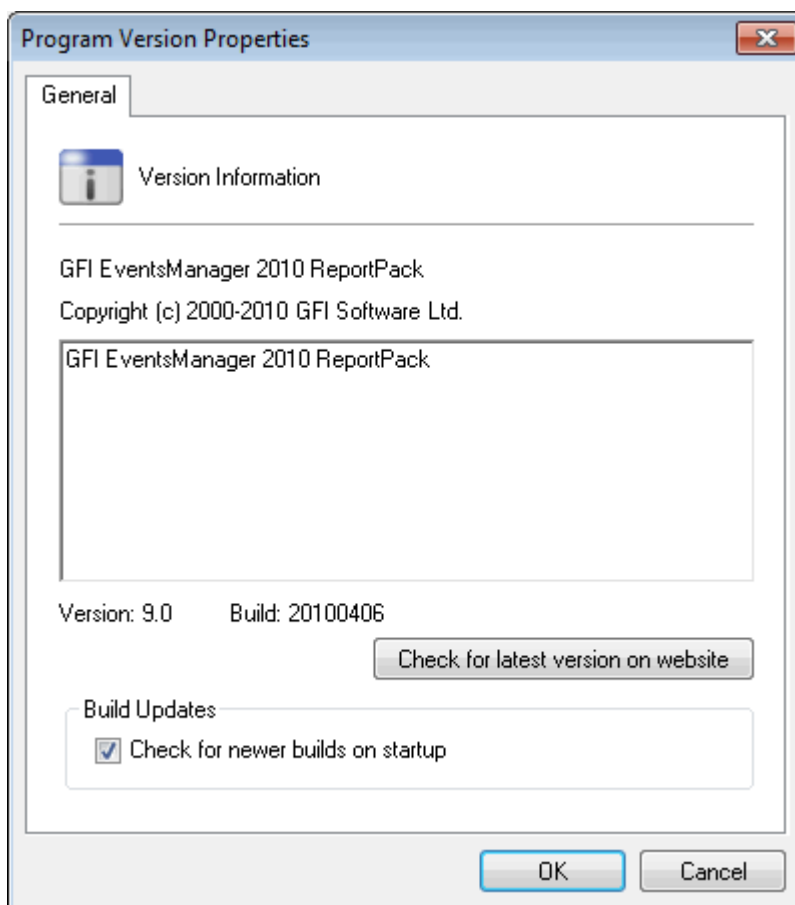 Program Version Properties
General
Version Information
GFI EventsManager 2010 ReportPack
Copyright (c) 2000-2010 GFI Software Ltd.
GFI EventsManager 2010 ReportPack
Version: 9.0 Build: 20100406
Check for latest version on website
Build Updates
Check for newer builds on startup
OK Cancel